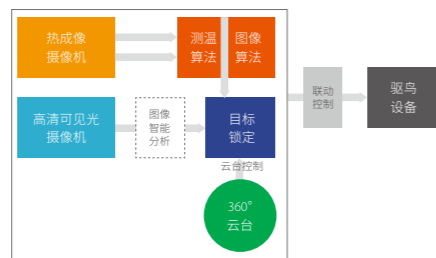 热成像
摄像机
测温
算法
图像
算法
高清可见光
摄像机
图像
智能
分析
目标
锁定
联动
控制
驱鸟
设备
云台控制
360°
云台